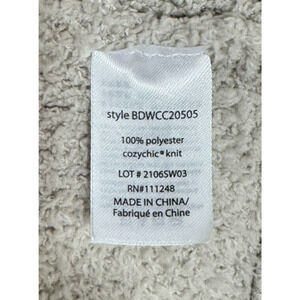 style BDWCC20505
100% polyester
cozychic® knit
LOT # 2106SW03
RN#111248
MADE IN CHINA/
Fabriqué en Chine